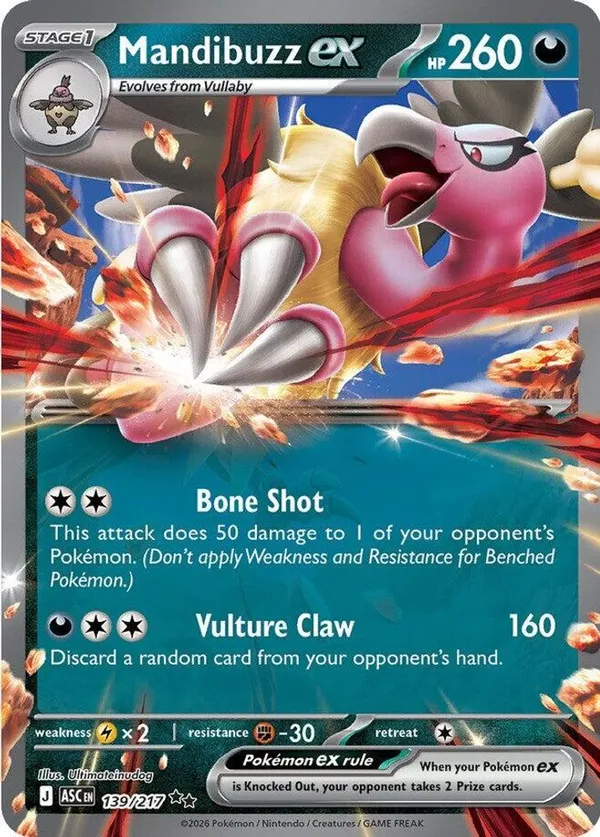 STAGE 1
Mandibuzz ex
HP 260
Evolves from Vullaby
Bone Shot
This attack does 50 damage to 1 of your opponent's
Pokémon. (Don't apply Weakness and Resistance for Benched
Pokémon.)
Vulture Claw 160
Discard a random card from your opponent's hand.
weakness ×2 resistance -30 retreat
Illus. Ultimoteinudog
Pokémon ex rule
When your Pokémon ex
is Knocked Out, your opponent takes 2 Prize cards.
J ASC EN 139/217
©2026 Pokémon / Nintendo / Creatures / GAME FREAK